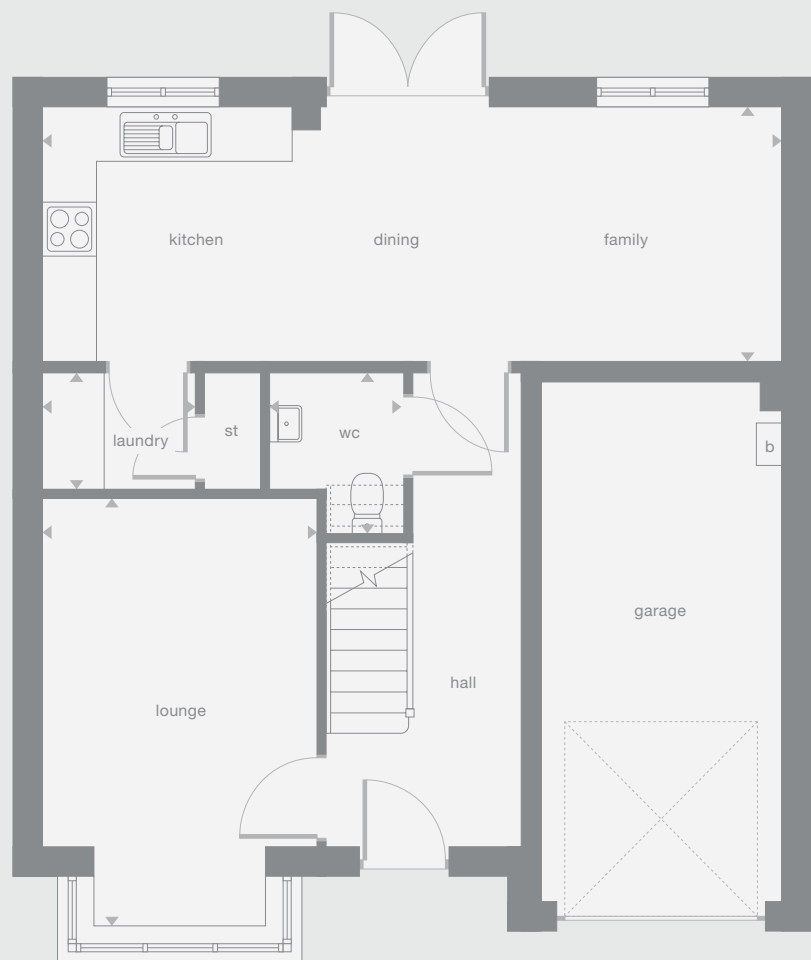 kitchen
dining
family
laundry
st
wc
b
garage
hall
lounge